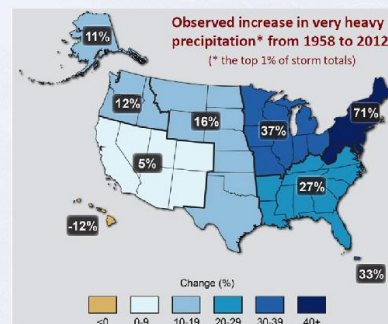 Observed increase in very heavy
precipitation* from 1958 to 2012
(* the top 1% of storm totals)
11%
12%
16%
37%
71%
5%
27%
-12%
33%
Change (%)
<0 0-9 10-19 20-29 30-39 40+